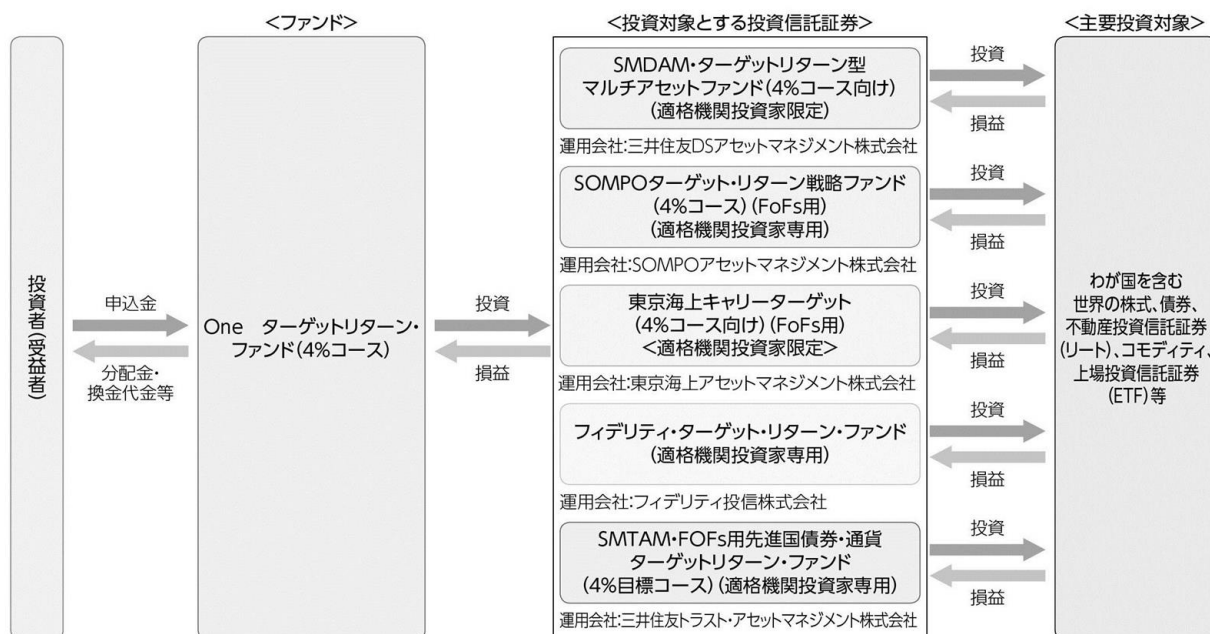 <ファンド>
<投資対象とする投資信託証券>
<主要投資対象>
投資者(受益者)
申込金
分配金・
換金代金等
One ターゲットリターン・
ファンド(4%コース)
投資
損益
SMDAM・ターゲットリターン型
マルチアセットファンド(4%コース向け)
(適格機関投資家限定)
運用会社:三井住友DSアセットマネジメント株式会社
SOMPOターゲット・リターン戦略ファンド
(4%コース)(FoFs用)
(適格機関投資家専用)
運用会社:SOMPOアセットマネジメント株式会社
東京海上キャリーターゲット
(4%コース向け)(FoFs用)
<適格機関投資家限定>
運用会社:東京海上アセットマネジメント株式会社
フィデリティ・ターゲット・リターン・ファンド
(適格機関投資家専用)
運用会社:フィデリティ投信株式会社
SMTAM・FOFs用先進国債券・通貨
ターゲットリターン・ファンド
(4%目標コース)(適格機関投資家専用)
運用会社:三井住友トラスト・アセットマネジメント株式会社
投資
損益
投資
損益
投資
損益
投資
損益
投資
損益
わが国を含む
世界の株式、債券、
不動産投資信託証券
(リート)、コモディティ、
上場投資信託証券
(ETF)等